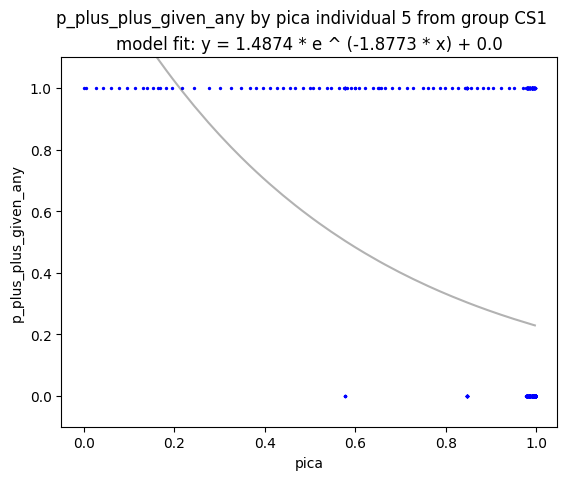 p_plus_plus_given_any by pica individual 5 from group CS1
model fit: y = 1.4874 * e ^ (-1.8773 * x) + 0.0
1.0
0.8
0.6
0.4
0.2
0.0
p_plus_plus_given_any
0.0 0.2 0.4 0.6 0.8 1.0
pica